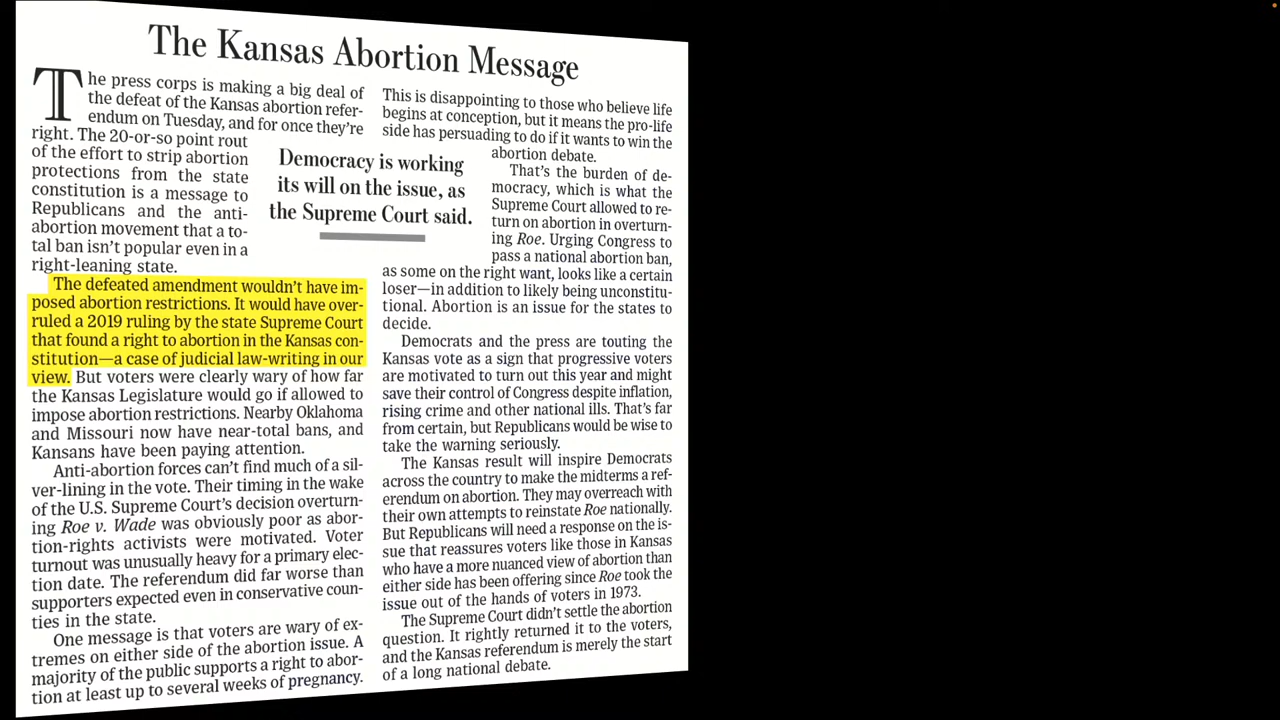 The Kansas Abortion Message
The press corps is making a big deal of
the defeat of the Kansas abortion refer-
endum on Tuesday, and for once they're
right. The 20-or-so point rout
of the effort to strip abortion
protections from the state
constitution is a message to
Republicans and the anti-
abortion movement that a to-
tal ban isn't popular even in a
right-leaning state.
The defeated amendment wouldn't have im-
posed abortion restrictions. It would have over-
ruled a 2019 ruling by the state Supreme Court
that found a right to abortion in the Kansas con-
stitution—a case of judicial law-writing in our
view. But voters were clearly wary of how far
the Kansas Legislature would go if allowed to
impose abortion restrictions. Nearby Oklahoma
and Missouri now have near-total bans, and
Kansans have been paying attention.
Anti-abortion forces can't find much of a sil-
ver-lining in the vote. Their timing in the wake
of the U.S. Supreme Court's decision overturn-
ing Roe v. Wade was obviously poor as abor-
tion-rights activists were motivated. Voter
turnout was unusually heavy for a primary elec-
tion date. The referendum did far worse than
supporters expected even in conservative coun-
ties in the state.
One message is that voters are wary of ex-
tremes on either side of the abortion issue. A
majority of the public supports a right to abor-
tion at least up to several weeks of pregnancy.
Democracy is working
its will on the issue, as
the Supreme Court said.
This is disappointing to those who believe life
begins at conception, but it means the pro-life
side has persuading to do if it wants to win the
abortion debate.
That's the burden of de-
mocracy, which is what the
Supreme Court allowed to re-
turn on abortion in overturn-
ing Roe. Urging Congress to
pass a national abortion ban,
as some on the right want, looks like a certain
loser—in addition to likely being unconstitu-
tional. Abortion is an issue for the states to
decide.
Democrats and the press are touting the
Kansas vote as a sign that progressive voters
are motivated to turn out this year and might
save their control of Congress despite inflation,
rising crime and other national ills. That's far
from certain, but Republicans would be wise to
take the warning seriously.
The Kansas result will inspire Democrats
across the country to make the midterms a ref-
erendum on abortion. They may overreach with
their own attempts to reinstate Roe nationally.
But Republicans will need a response on the is-
sue that reassures voters like those in Kansas
who have a more nuanced view of abortion than
either side has been offering since Roe took the
issue out of the hands of voters in 1973.
The Supreme Court didn't settle the abortion
question. It rightly returned it to the voters,
and the Kansas referendum is merely the start
of a long national debate.